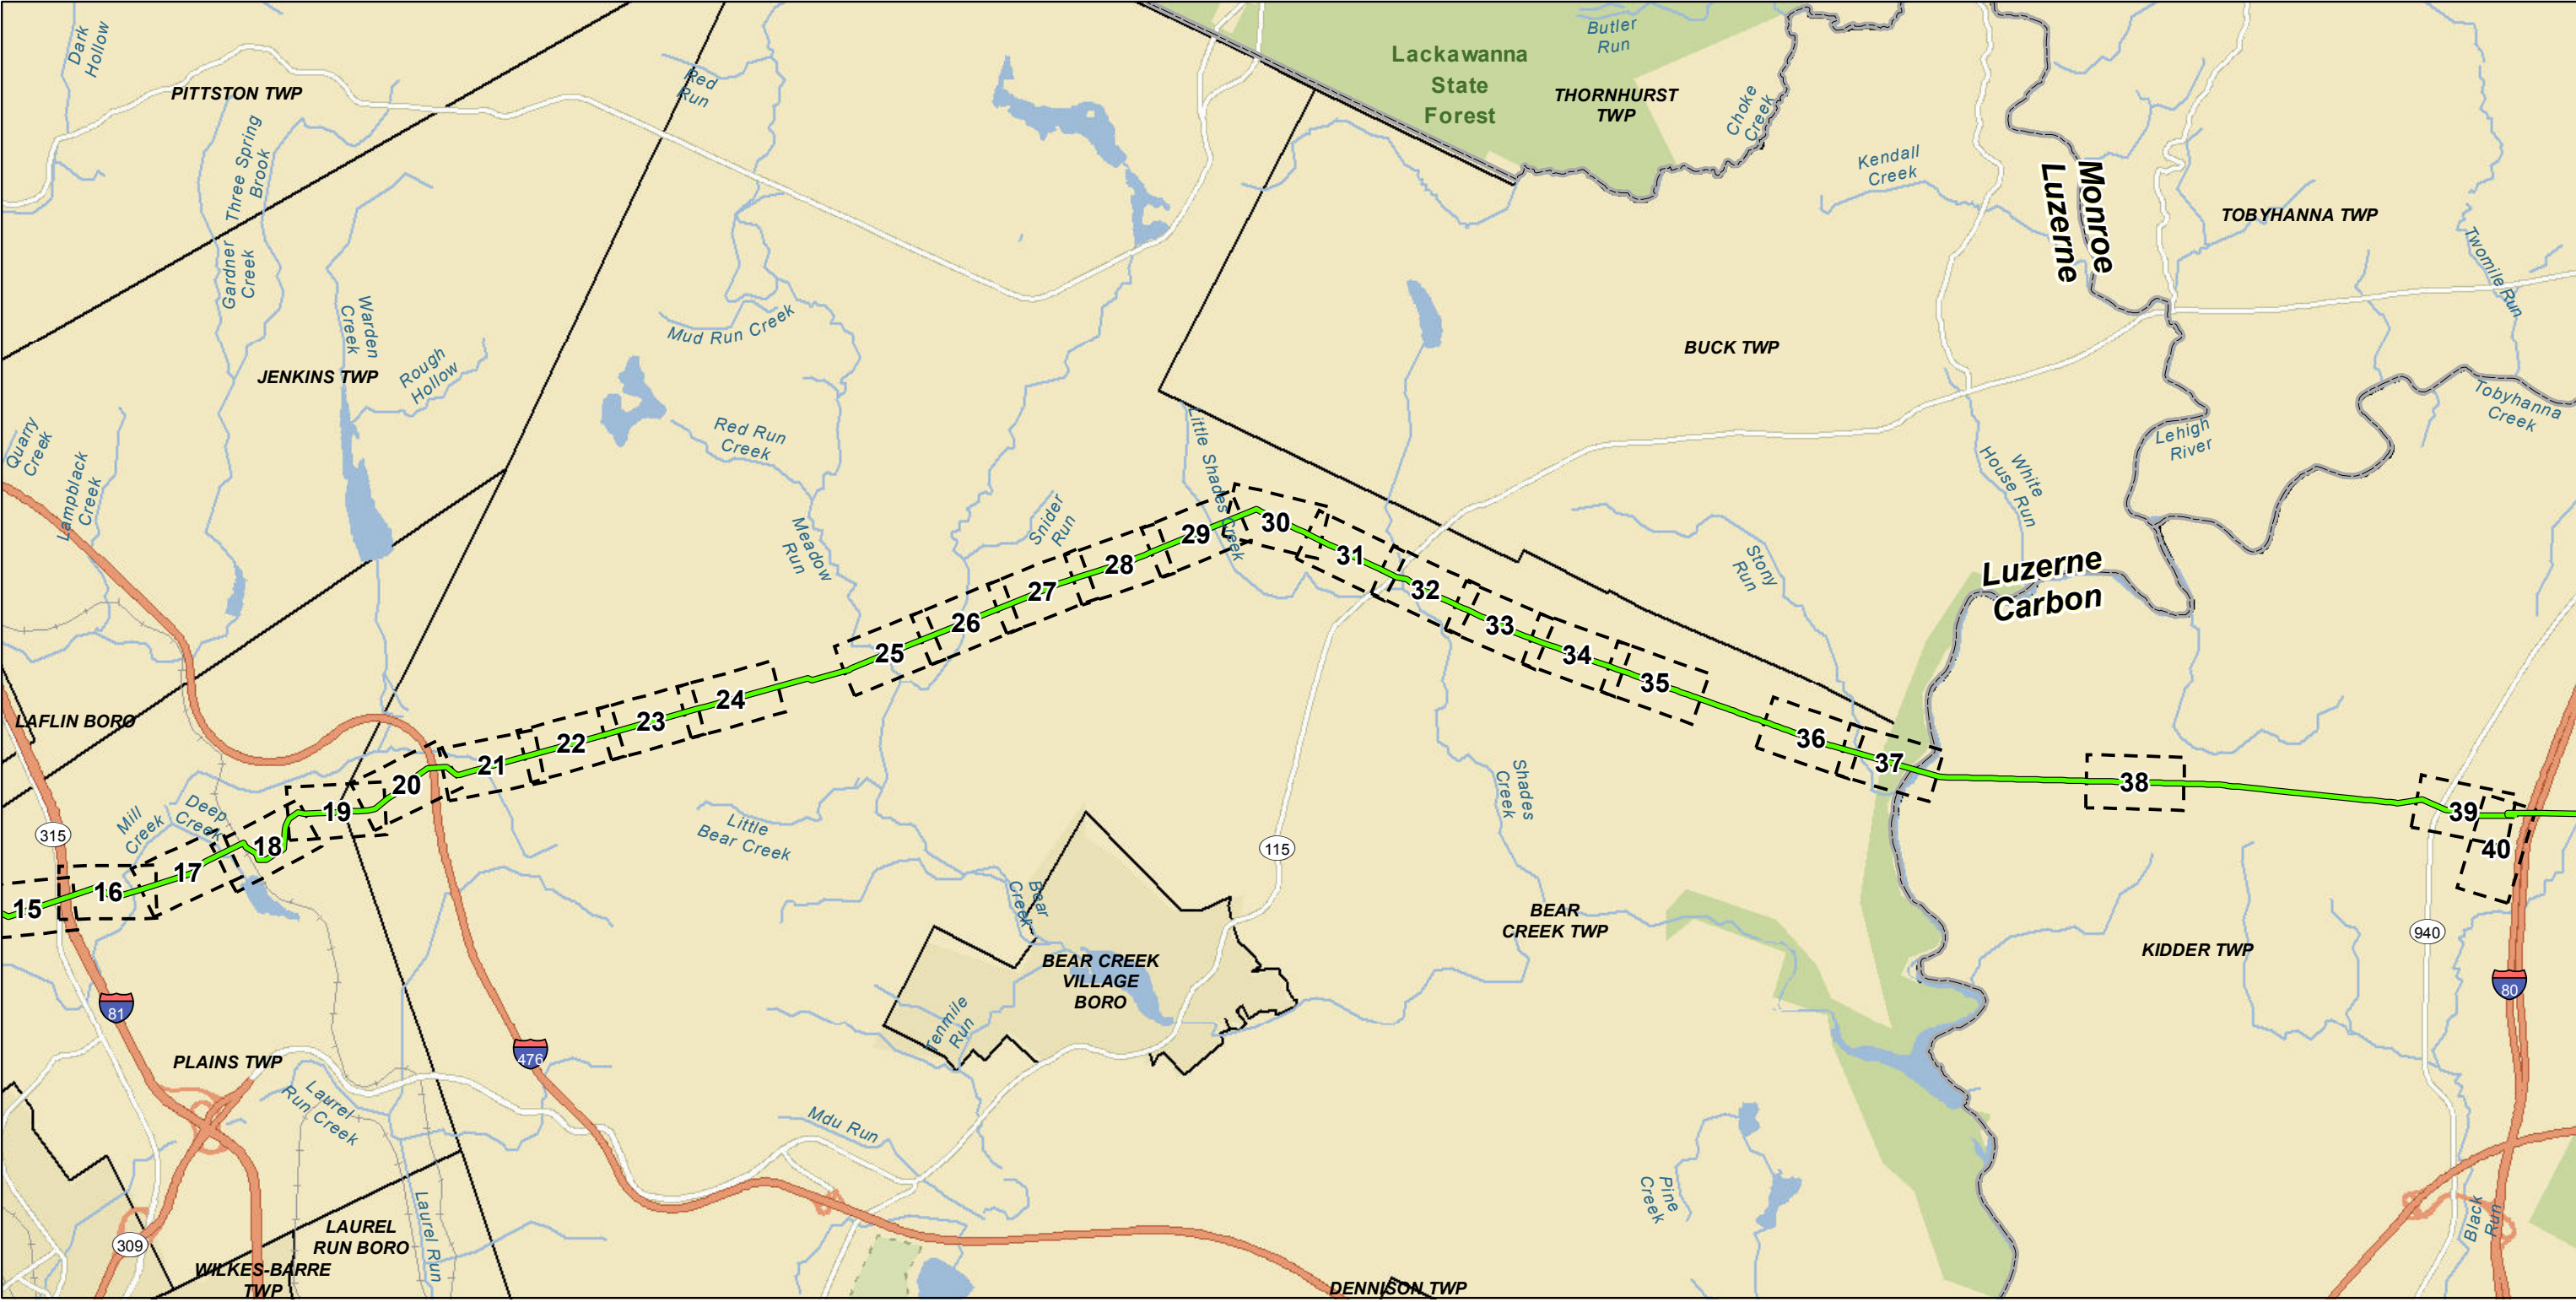 Dark
Hollow
PITTSTON TWP
Red
Run
Lackawanna
State
Forest
Butler
Run
THORNHURST
TWP
Choke
Creek
Kendall
Creek
Monroe
Luzerne
TOBYHANNA TWP
Twomile Run
Three Spring
Brook
Gardner
Creek
Warden
Creek
Rough
Hollow
JENKINS TWP
Mud Run Creek
BUCK TWP
Tobyhanna
Creek
Quarry
Creek
Lampblack
Creek
Red Run
Creek
Meadow
Run
Snider
Run
Little Shades Creek
Lehigh
River
White
House Run
Stony
Run
Luzerne
Carbon
LAFLIN BORO
315
Mill
Creek
Deep
Creek
15
16
17
18
19
20
21
22
23
24
25
26
27
28
29
30
31
32
33
34
35
36
37
38
39
40
Little
Bear Creek
115
Shades
Creek
Bear
Creek
BEAR
CREEK TWP
BEAR CREEK
VILLAGE
BORO
KIDDER TWP
940
80
81
476
Tenmile
Run
PLAINS TWP
Laurel
Run Creek
Mdu Run
Pine
Creek
Black
Run
Laurel Run
LAUREL
RUN BORO
309
WILKES-BARRE
TWP
DENNISON TWP